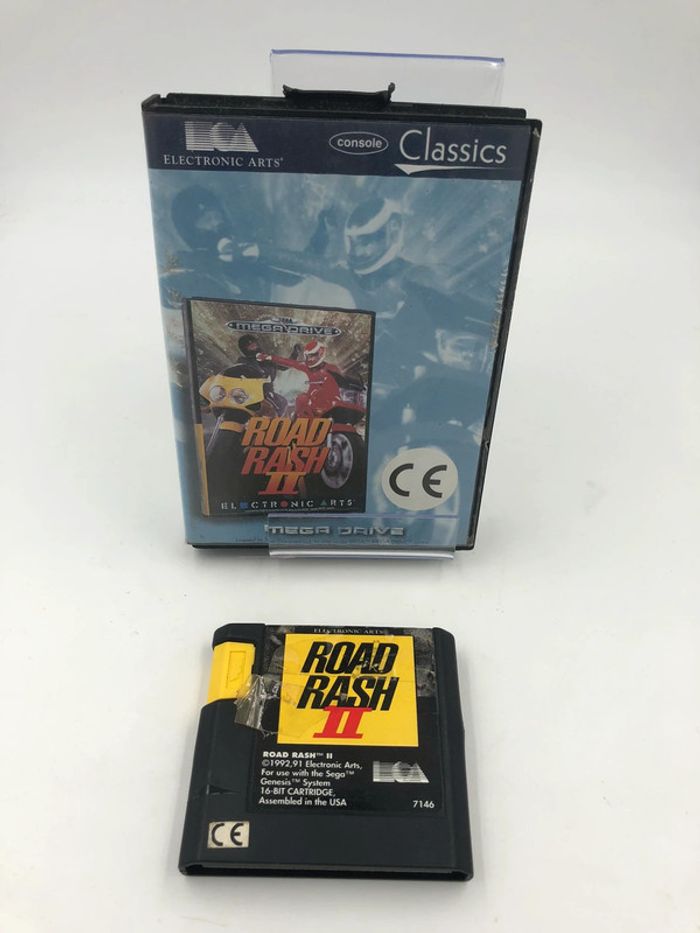 ELECTRONIC ARTS®
console
Classics
SEGA
MEGA DRIVE
ROAD
RASH
II
ELECTRONIC ARTS®
CE
MEGA DRIVE
ELECTRONIC ARTS
ROAD
RASH
II
ROAD RASH™ II
©1992,91 Electronic Arts,
For use with the Sega™
Genesis™ System
16-BIT CARTRIDGE,
Assembled in the USA
7146
CE